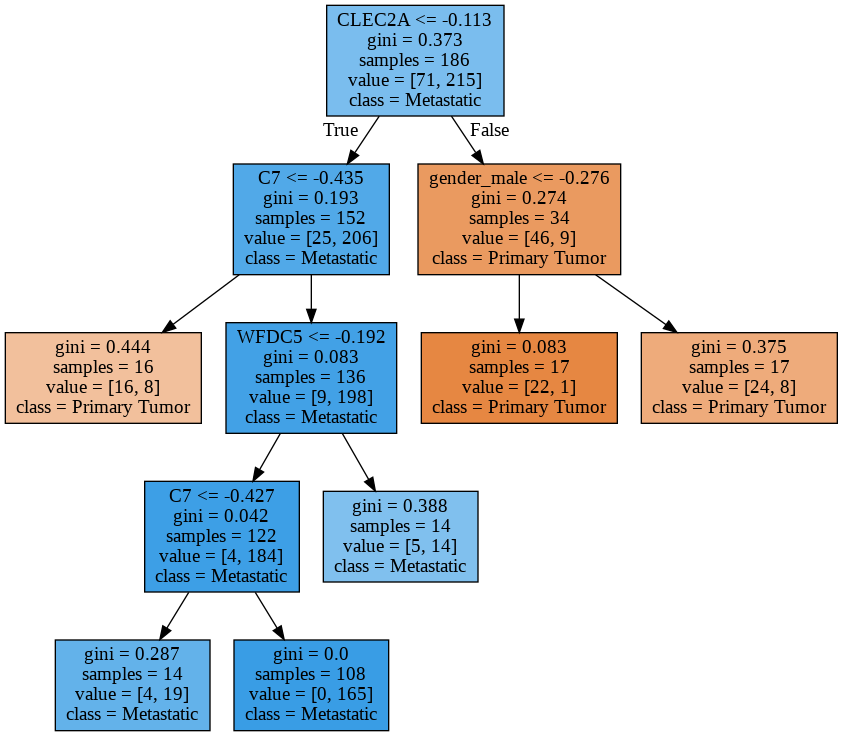 CLEC2A <= -0.113
gini = 0.373
samples = 186
value = [71, 215]
class = Metastatic
True
False
C7 <= -0.435
gini = 0.193
samples = 152
value = [25, 206]
class = Metastatic
gender_male <= -0.276
gini = 0.274
samples = 34
value = [46, 9]
class = Primary Tumor
gini = 0.444
samples = 16
value = [16, 8]
class = Primary Tumor
WFDC5 <= -0.192
gini = 0.083
samples = 136
value = [9, 198]
class = Metastatic
gini = 0.083
samples = 17
value = [22, 1]
class = Primary Tumor
gini = 0.375
samples = 17
value = [24, 8]
class = Primary Tumor
C7 <= -0.427
gini = 0.042
samples = 122
value = [4, 184]
class = Metastatic
gini = 0.388
samples = 14
value = [5, 14]
class = Metastatic
gini = 0.287
samples = 14
value = [4, 19]
class = Metastatic
gini = 0.0
samples = 108
value = [0, 165]
class = Metastatic